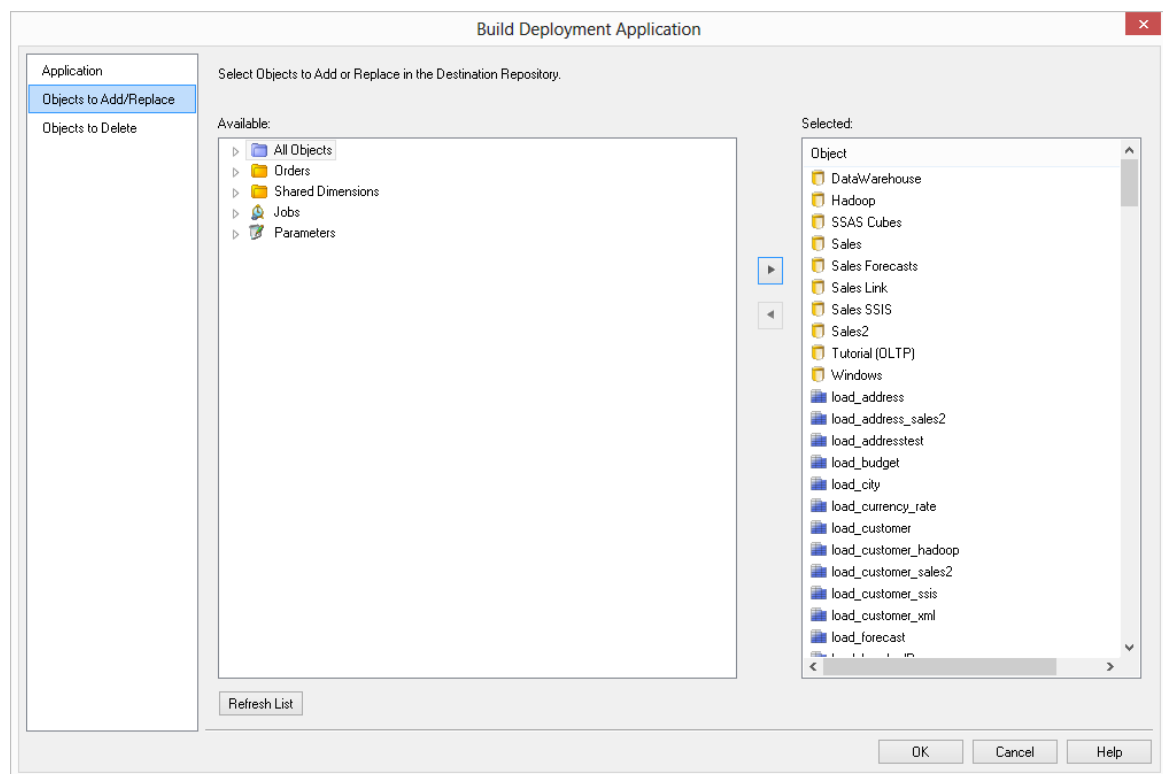 Build Deployment Application
Application
Objects to Add/Replace
Objects to Delete
Select Objects to Add or Replace in the Destination Repository.
Available:
All Objects
Orders
Shared Dimensions
Jobs
Parameters
Refresh List
Selected:
Object
DataWarehouse
Hadoop
SSAS Cubes
Sales
Sales Forecasts
Sales Link
Sales SSIS
Sales2
Tutorial (OLTP)
Windows
load_address
load_address_sales2
load_addresstest
load_budget
load_city
load_currency_rate
load_customer
load_customer_hadoop
load_customer_sales2
load_customer_ssis
load_customer_xml
load_forecast
OK
Cancel
Help